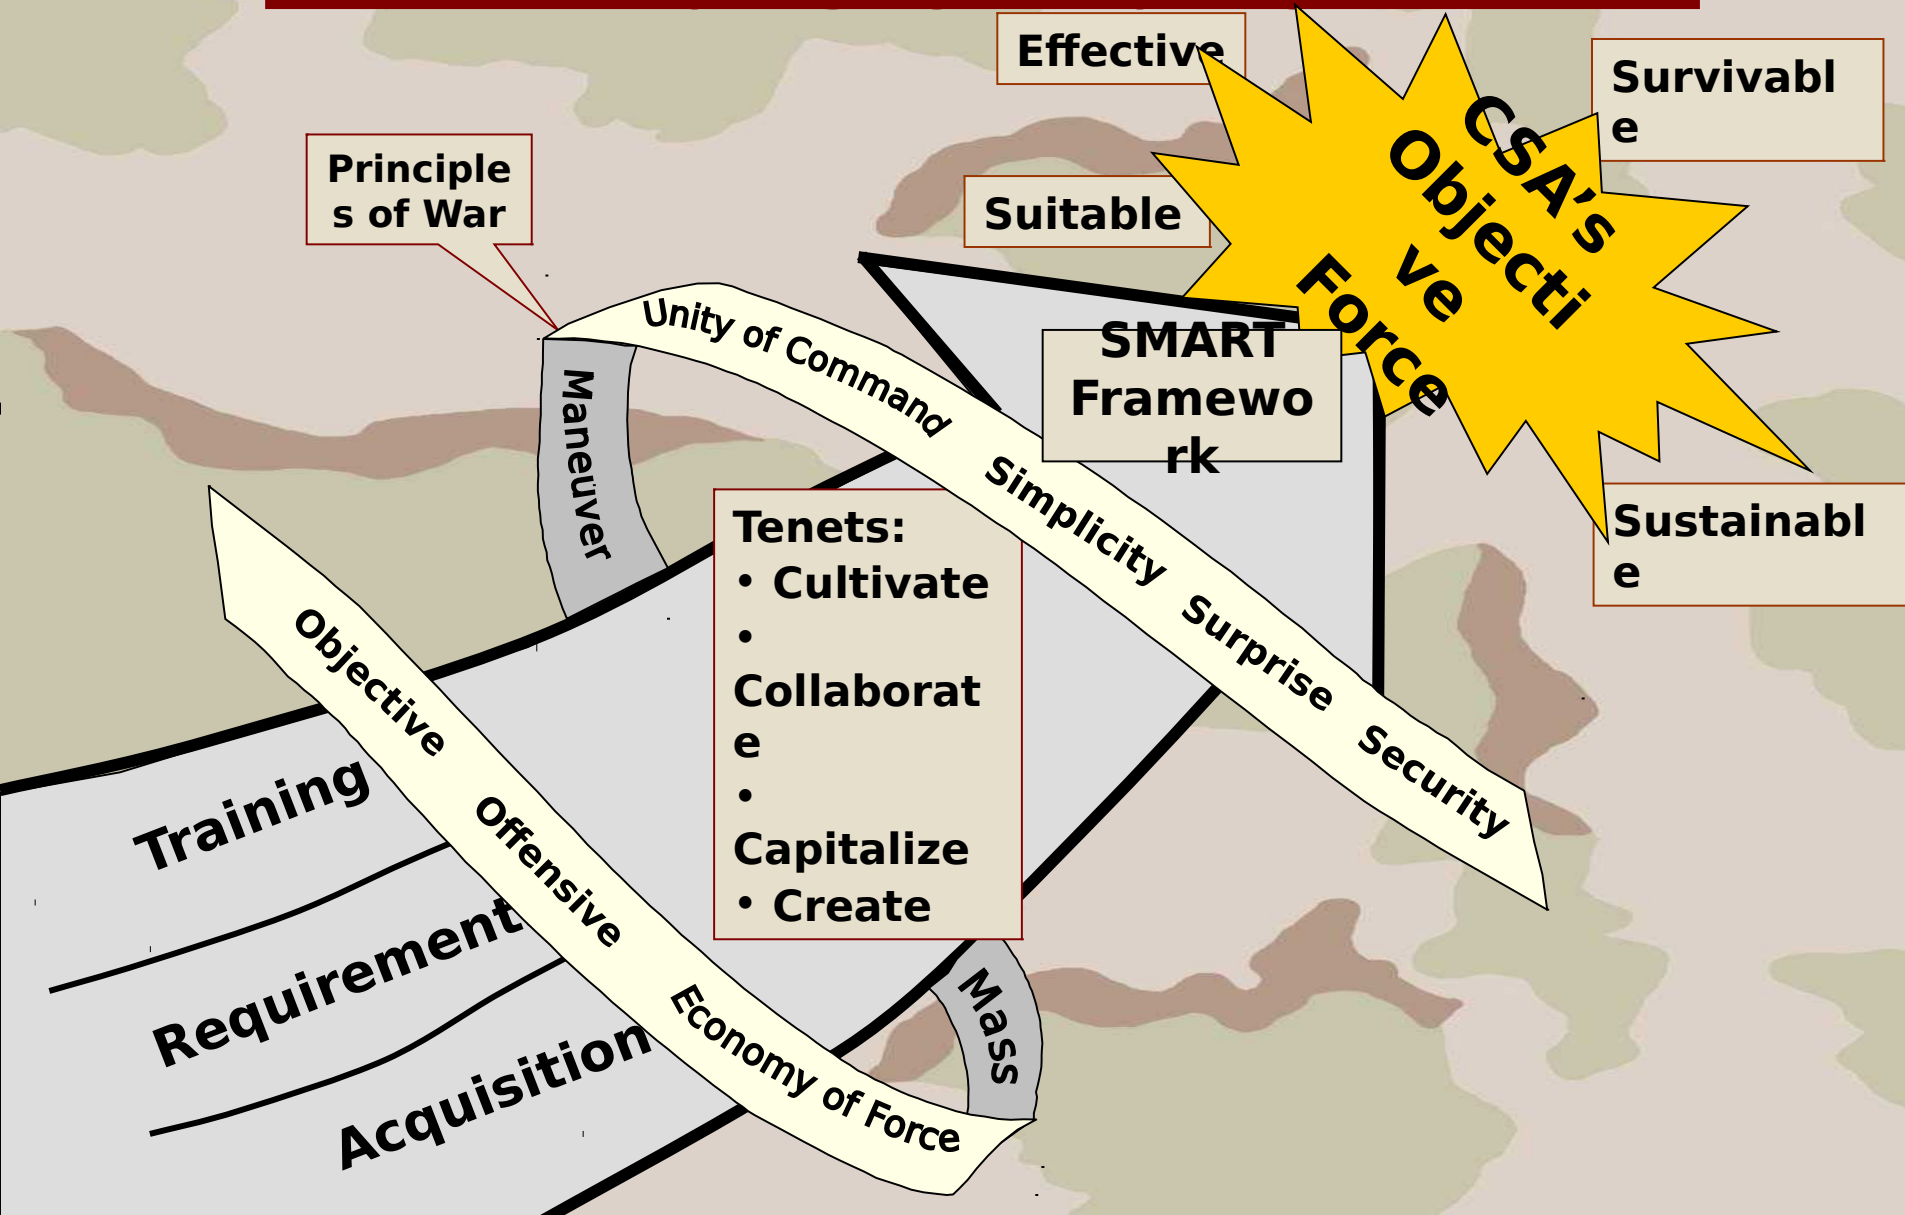 Effective
Survivabl
e
Principle
s of War
Suitable
CSA’s
Objecti
ve
Force
SMART
Framewo
rk
Unity of Command
Simplicity
Surprise
Security
Maneuver
Tenets:
• Cultivate
•
Collaborat
e
•
Capitalize
• Create
Sustainabl
e
Objective
Offensive
Economy of Force
Mass
Training
Requirement
Acquisition